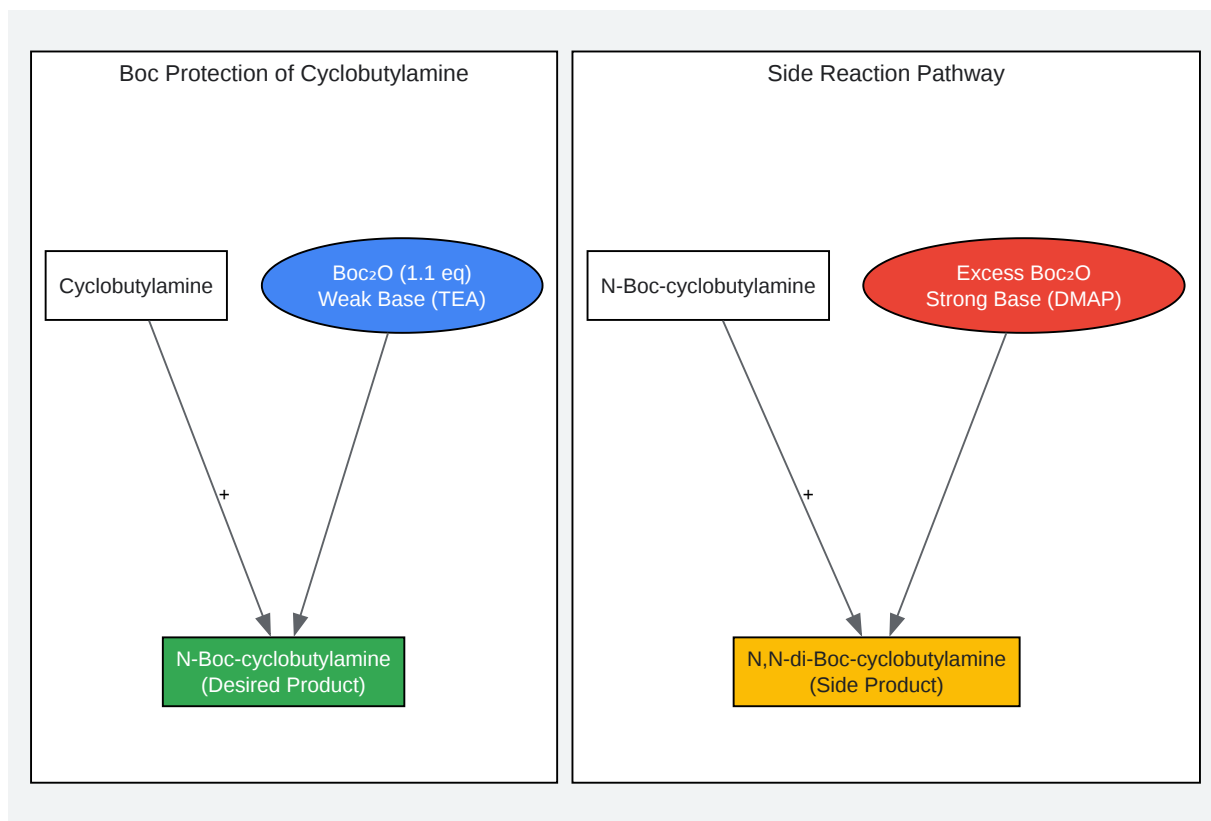 Boc Protection of Cyclobutylamine
Cyclobutylamine
Boc₂O (1.1 eq)
Weak Base (TEA)
+
N-Boc-cyclobutylamine
(Desired Product)
Side Reaction Pathway
N-Boc-cyclobutylamine
Excess Boc₂O
Strong Base (DMAP)
+
N,N-di-Boc-cyclobutylamine
(Side Product)